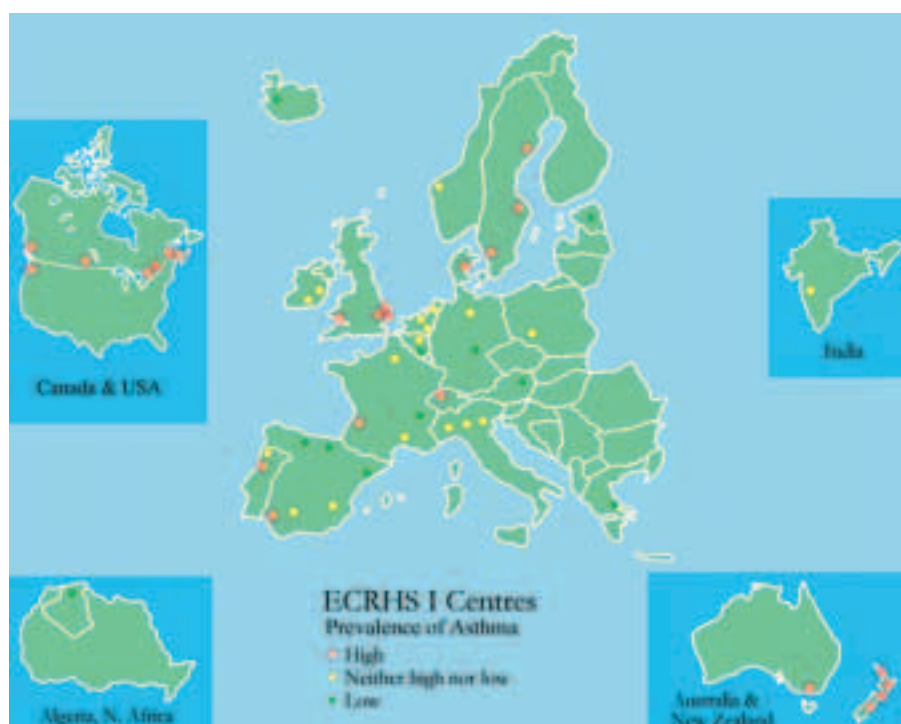 Canada & USA
India
ECRHS I Centres
Prevalence of Asthma
High
Neither high nor low
Low
Algeria, N. Africa
Australia &
New Zealand